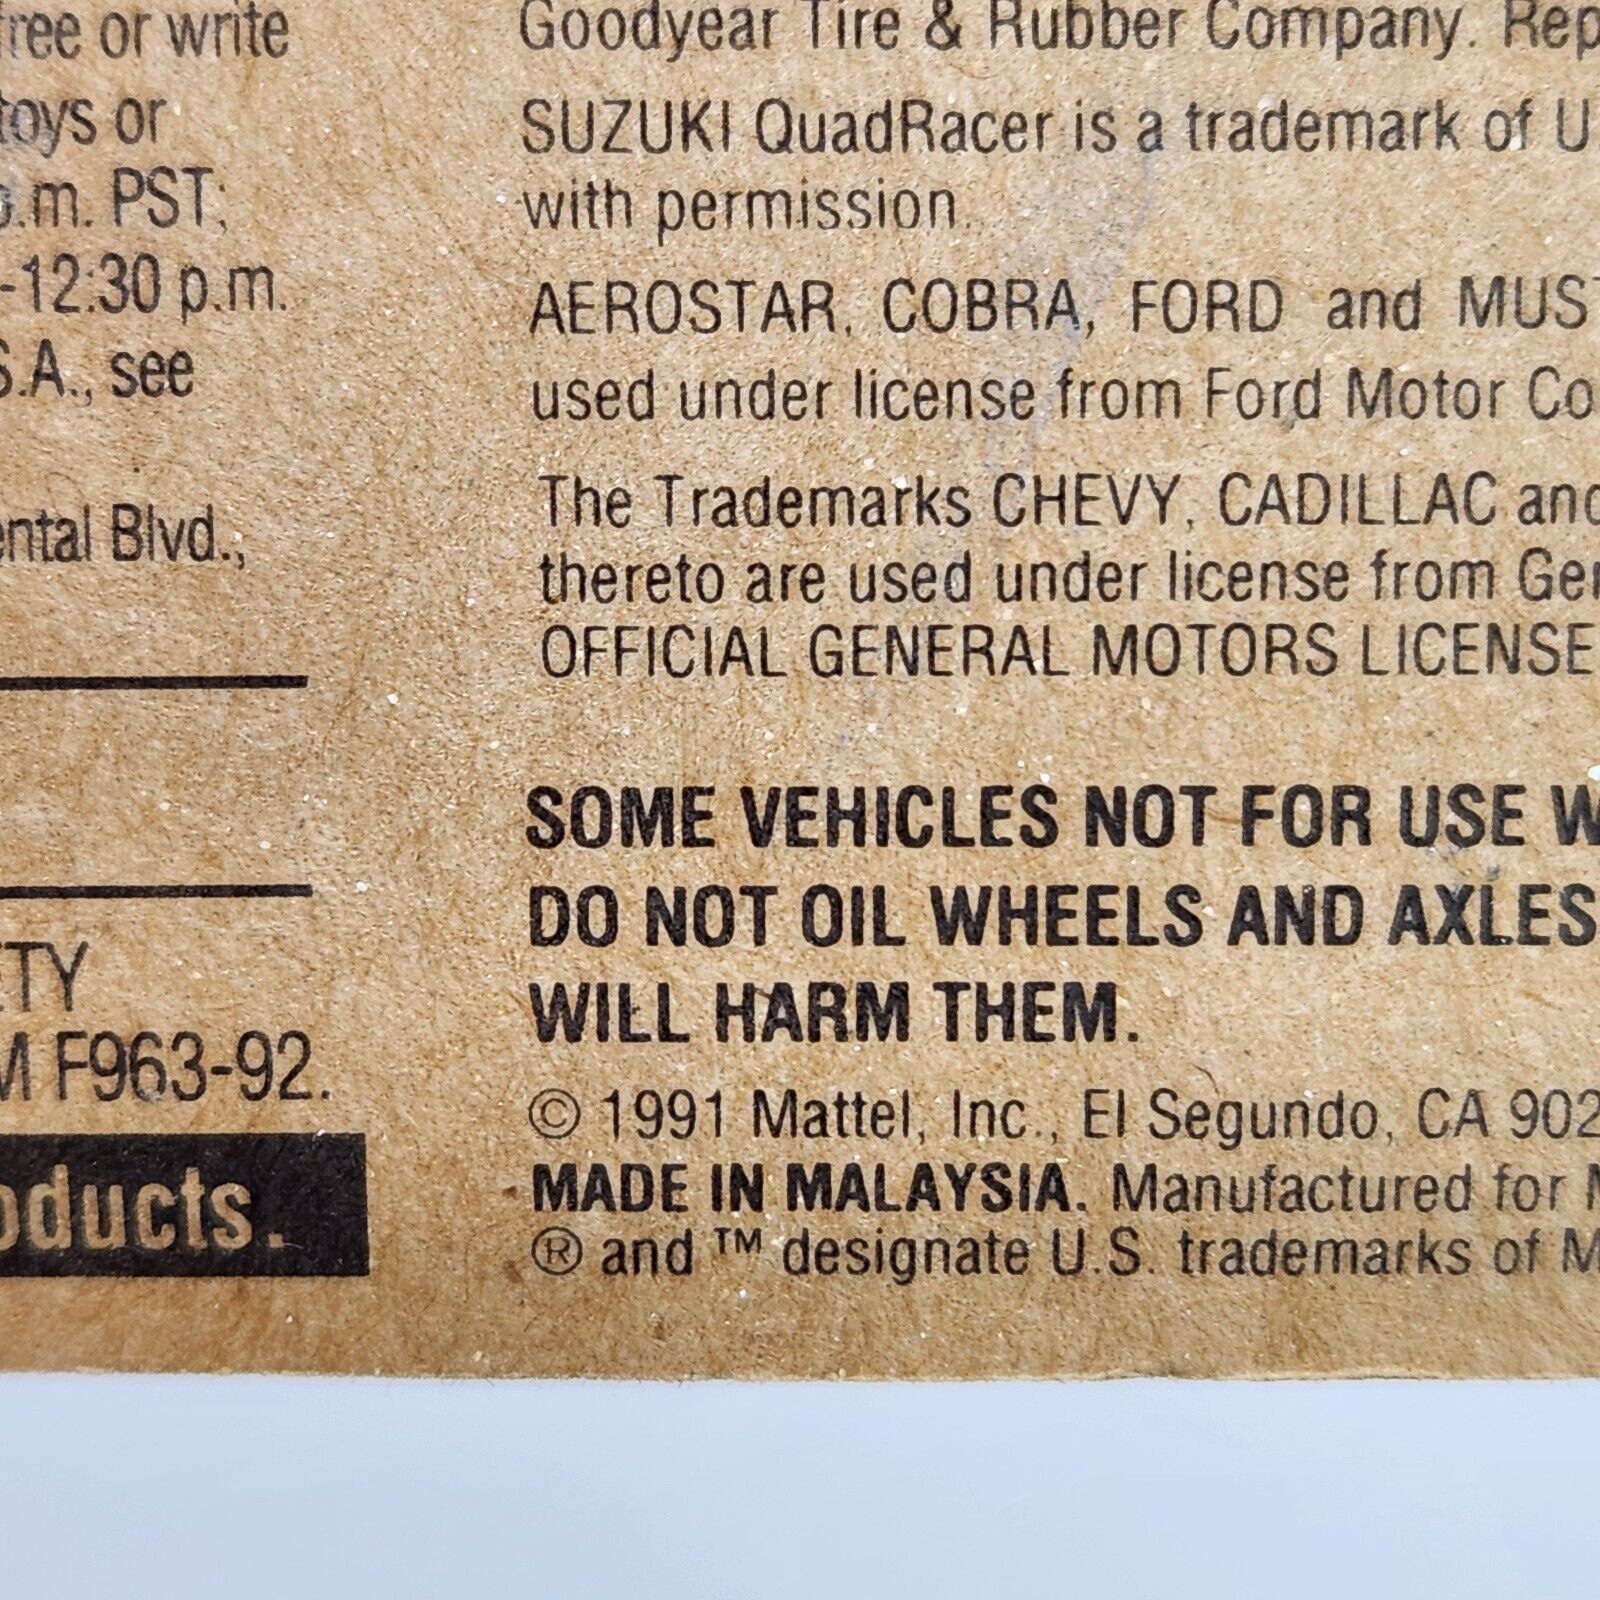 free or write
toys or
p.m. PST;
-12:30 p.m.
S.A., see
ental Blvd.,
ETY
M F963-92.
oducts.
Goodyear Tire & Rubber Company. Rep
SUZUKI QuadRacer is a trademark of U.
with permission.
AEROSTAR, COBRA, FORD and MUST
used under license from Ford Motor Co
The Trademarks CHEVY, CADILLAC and
thereto are used under license from Gen
OFFICIAL GENERAL MOTORS LICENSE
SOME VEHICLES NOT FOR USE W
DO NOT OIL WHEELS AND AXLES
WILL HARM THEM.
© 1991 Mattel, Inc., El Segundo, CA 902
MADE IN MALAYSIA. Manufactured for M
® and ™ designate U.S. trademarks of M